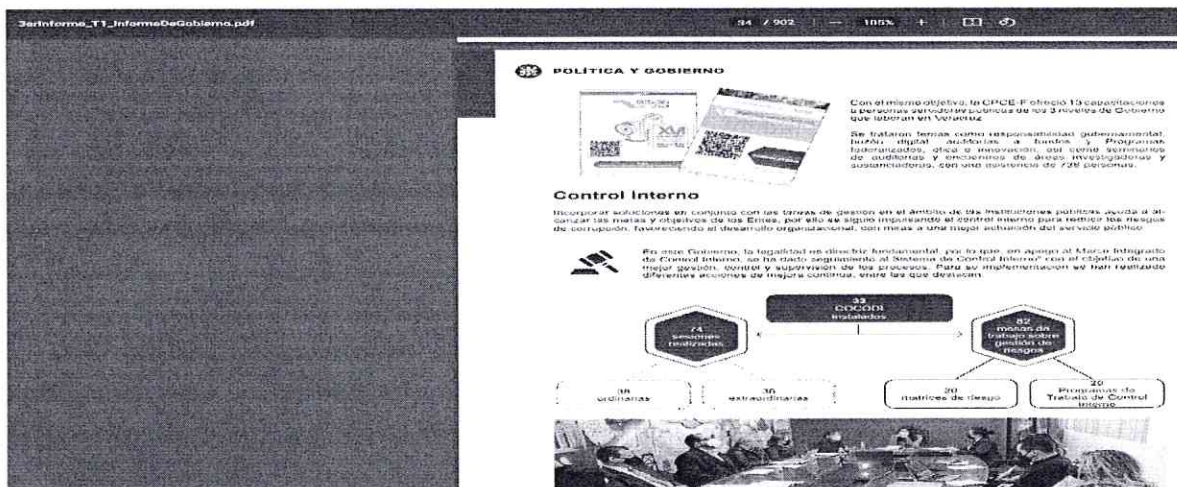 3erInforme_T1_InformeDeGobierno.pdf
94 / 902
105%
POLÍTICA Y GOBIERNO
XVI
Con el mismo objetivo, la CPCE-F ofreció 13 capacitaciones
a personas servidoras públicas de los 3 niveles de Gobierno
que laboran en Veracruz.
Se trataron temas como responsabilidad gubernamental,
buzón digital, auditorías a fondos y Programas
federalizados, ética e innovación, así como seminarios
de auditorías y encuentros de áreas investigadoras y
sustanciadoras, con una asistencia de 738 personas.
Control Interno
Incorporar soluciones en conjunto con las tareas de gestión en el ámbito de las instituciones públicas ayuda a al-
canzar las metas y objetivos de los Entes, por ello se siguió impulsando el control interno para reducir los riesgos
de corrupción, favoreciendo el desarrollo organizacional, con miras a una mejor actuación del servicio público.
En este Gobierno, la legalidad es directriz fundamental, por lo que, en apego al Marco Integrado
de Control Interno, se ha dado seguimiento al Sistema de Control Interno con el objetivo de una
mejor gestión, control y supervisión de los procesos. Para su implementación se han realizado
diferentes acciones de mejora continua, entre las que destacan:
33
COCODI
instalados
74
sesiones
realizadas
82
mesas de
trabajo sobre
gestión de
riesgos
38
ordinarias
36
extraordinarias
20
matrices de riesgo
20
Programas de
Trabajo de Control
Interno